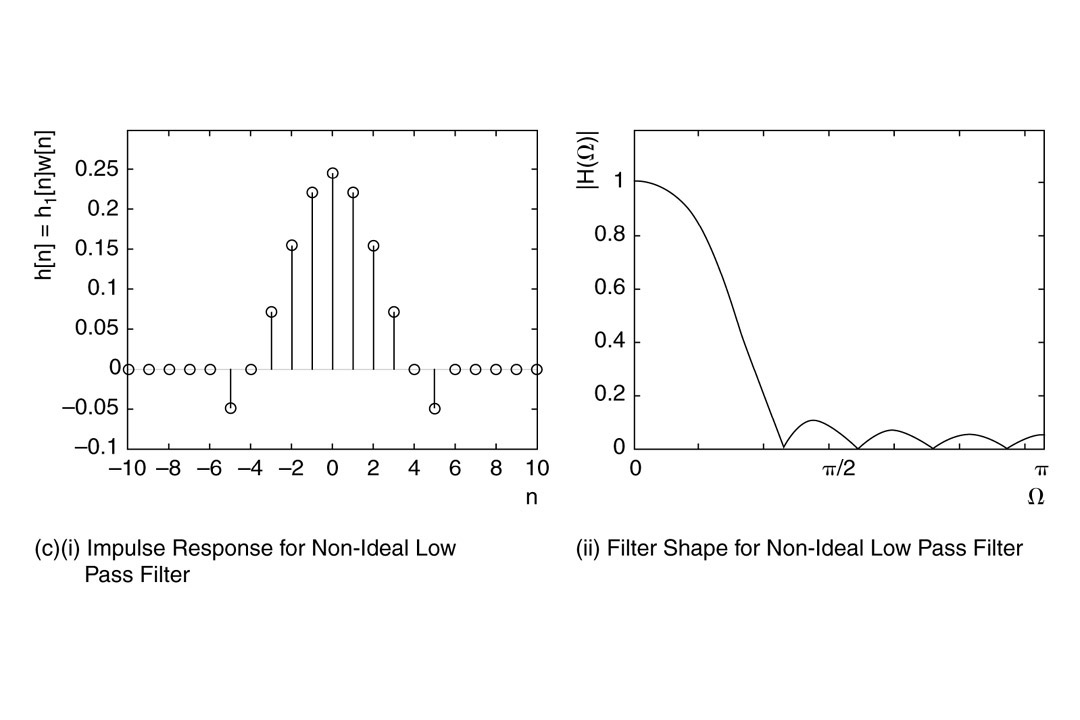 h[n] = h1[n]w[n]
0.25
0.2
0.15
0.1
0.05
0
–0.05
–0.1
–10 –8 –6 –4 –2 0 2 4 6 8 10
n
(c)(i) Impulse Response for Non-Ideal Low
Pass Filter
|H(Ω)|
1
0.8
0.6
0.4
0.2
0
0 π/2 π
Ω
(ii) Filter Shape for Non-Ideal Low Pass Filter